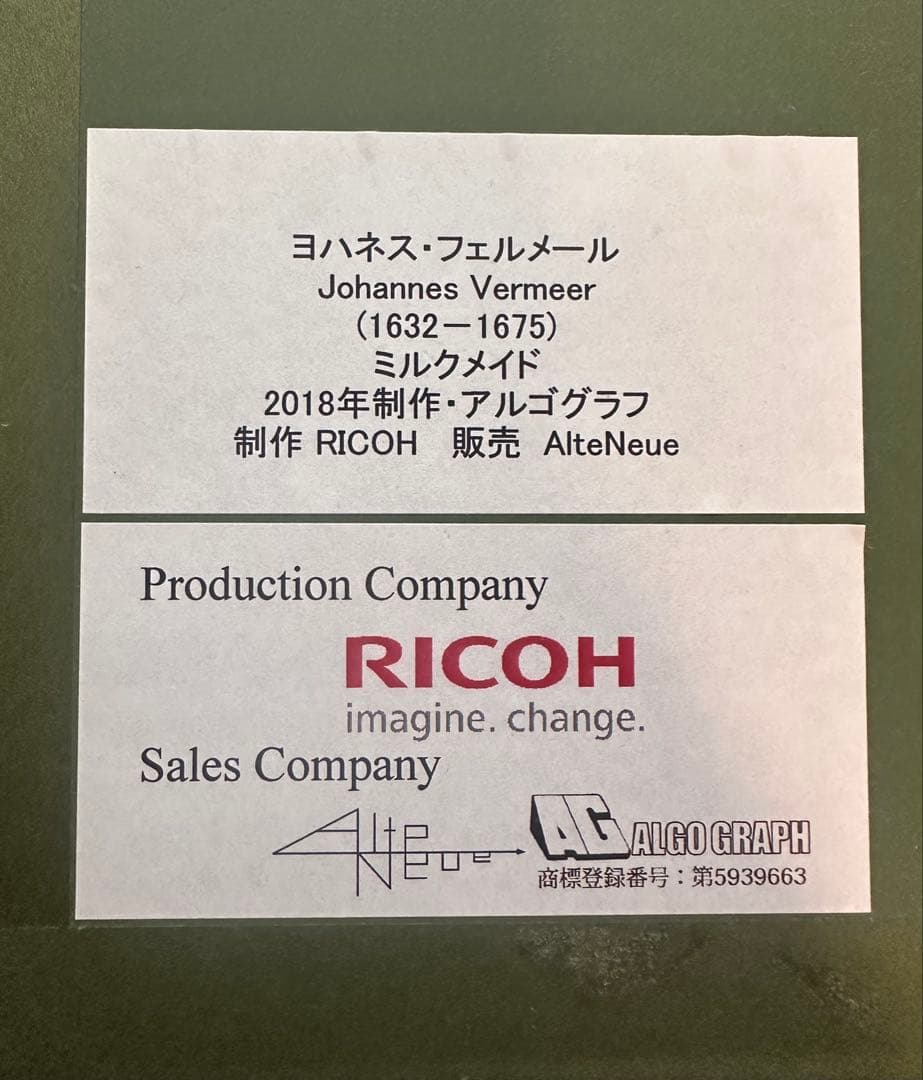 ヨハネス・フェルメール
Johannes Vermeer
(1632－1675)
ミルクメイド
2018年制作・アルゴグラフ
制作 RICOH　販売　AlteNeue
Production Company
RICOH
imagine. change.
Sales Company
Alte Neue
AG ALGO GRAPH
商標登録番号：第5939663